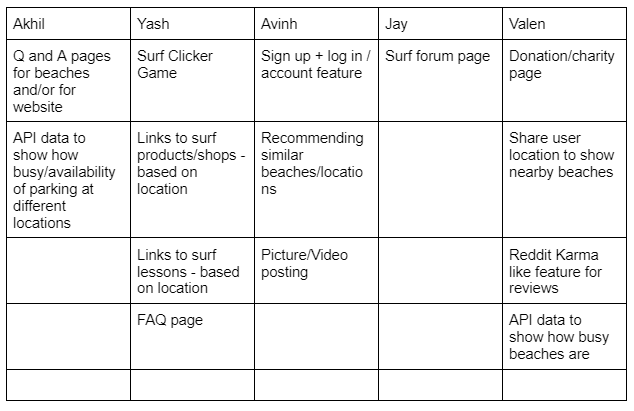 Akhil
Yash
Avinh
Jay
Valen
Q and A pages
for beaches
and/or for
website
Surf Clicker
Game
Sign up + log in /
account feature
Surf forum page
Donation/charity
page
API data to
show how
busy/availability
of parking at
different
locations
Links to surf
products/shops -
based on
location
Recommending
similar
beaches/locatio
ns
Share user
location to show
nearby beaches
Links to surf
lessons - based
on location
Picture/Video
posting
Reddit Karma
like feature for
reviews
FAQ page
API data to
show how busy
beaches are